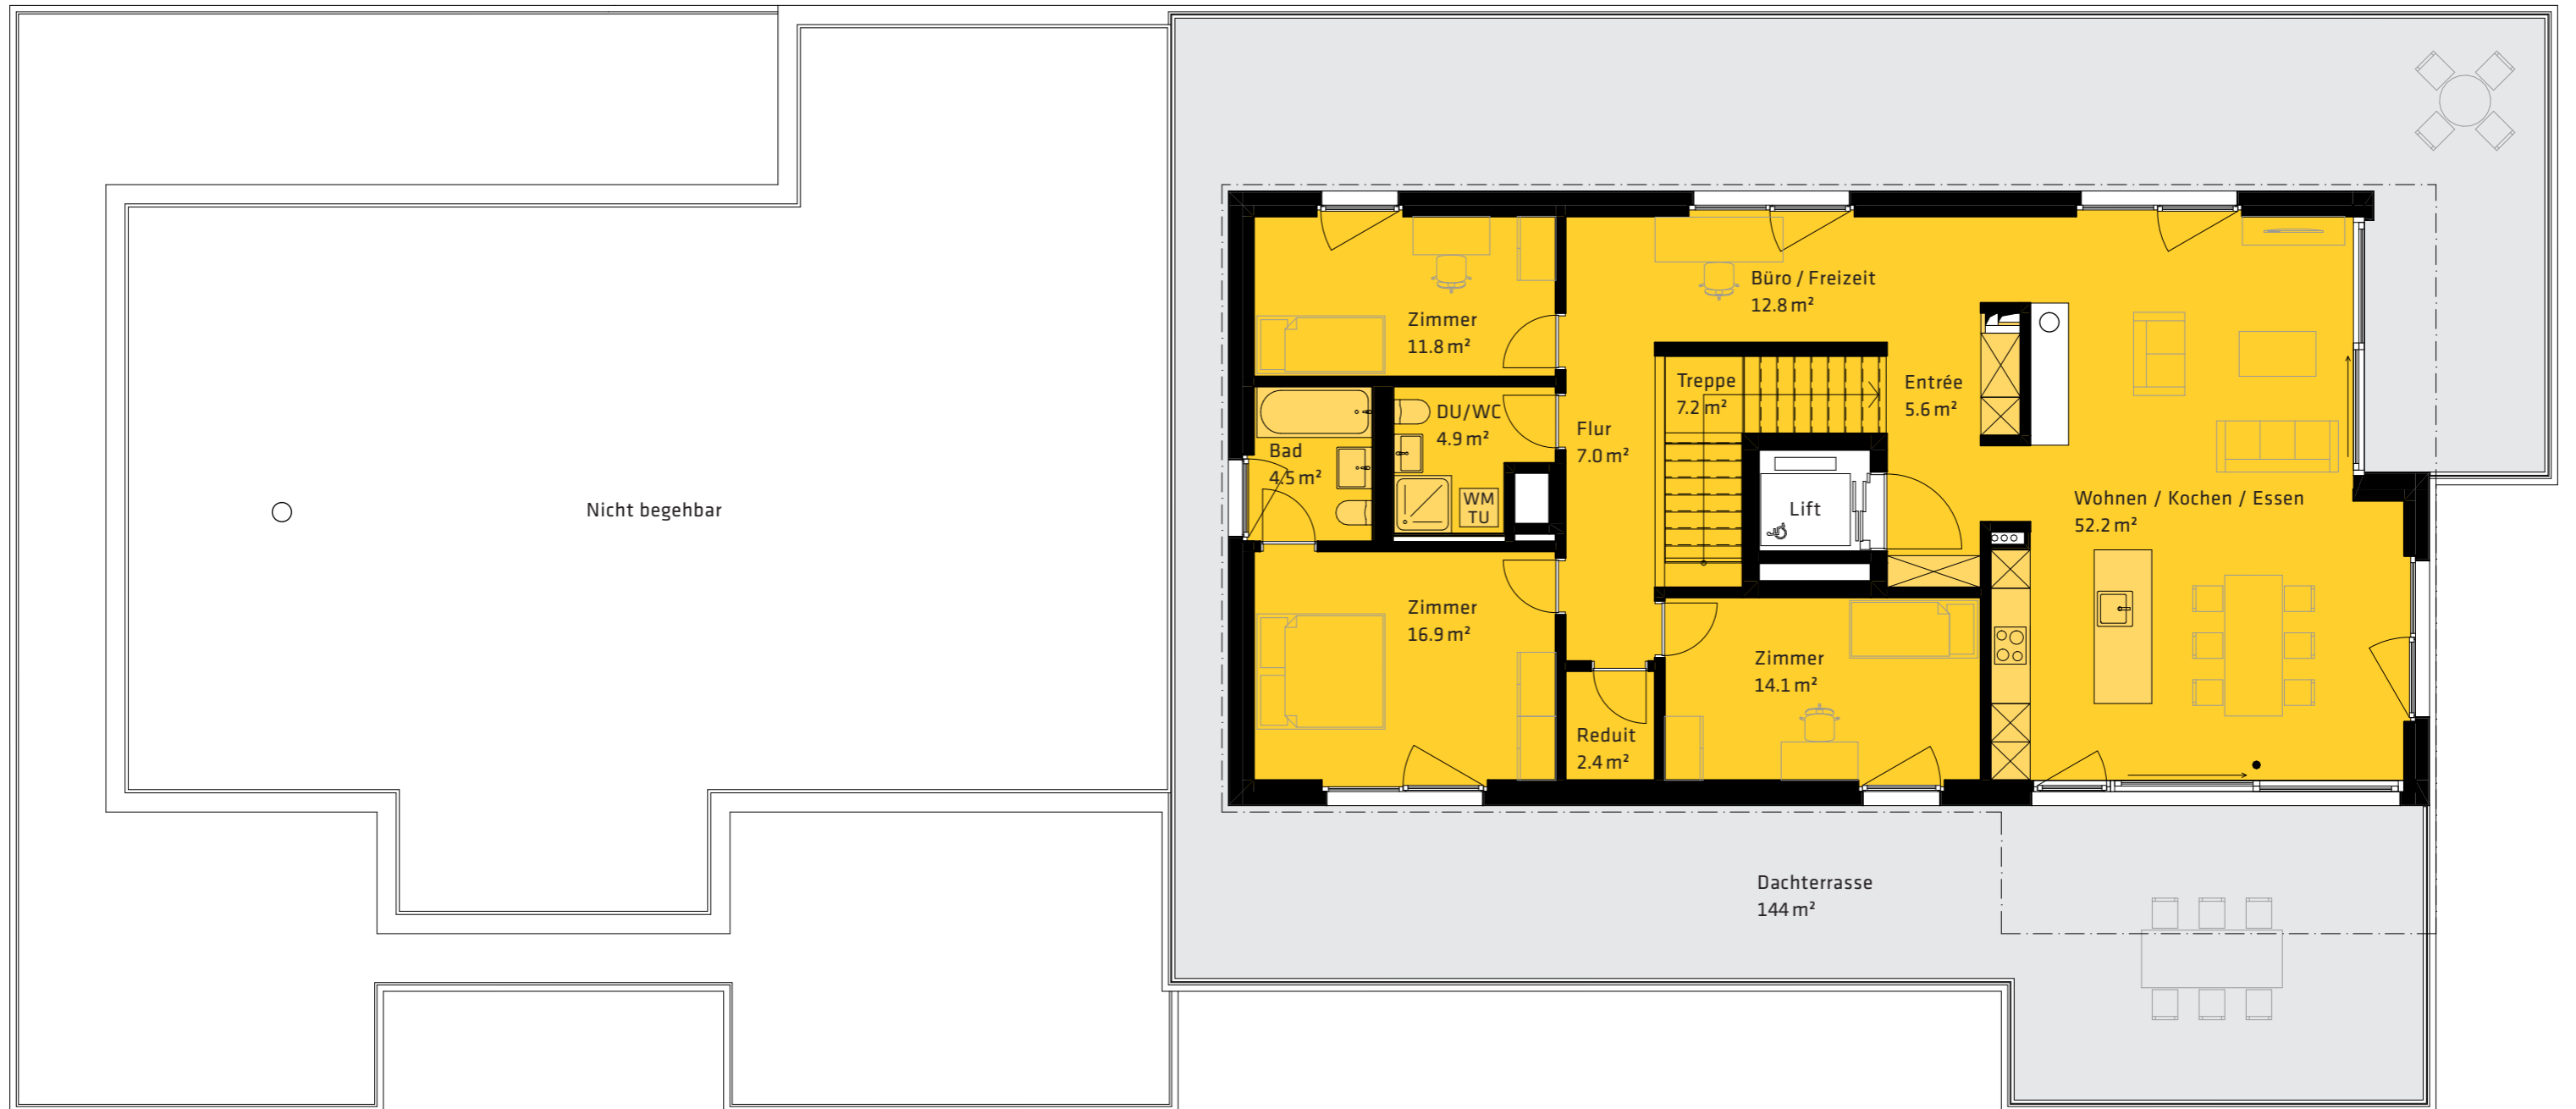 Büro / Freizeit
12.8 m²
Zimmer
11.8 m²
Treppe
7.2 m²
Entrée
5.6 m²
DU/WC
4.9 m²
Flur
7.0 m²
Bad
4.5 m²
WM
TU
Lift
Nicht begehbar
Wohnen / Kochen / Essen
52.2 m²
Zimmer
16.9 m²
Zimmer
14.1 m²
Reduit
2.4 m²
Dachterrasse
144 m²